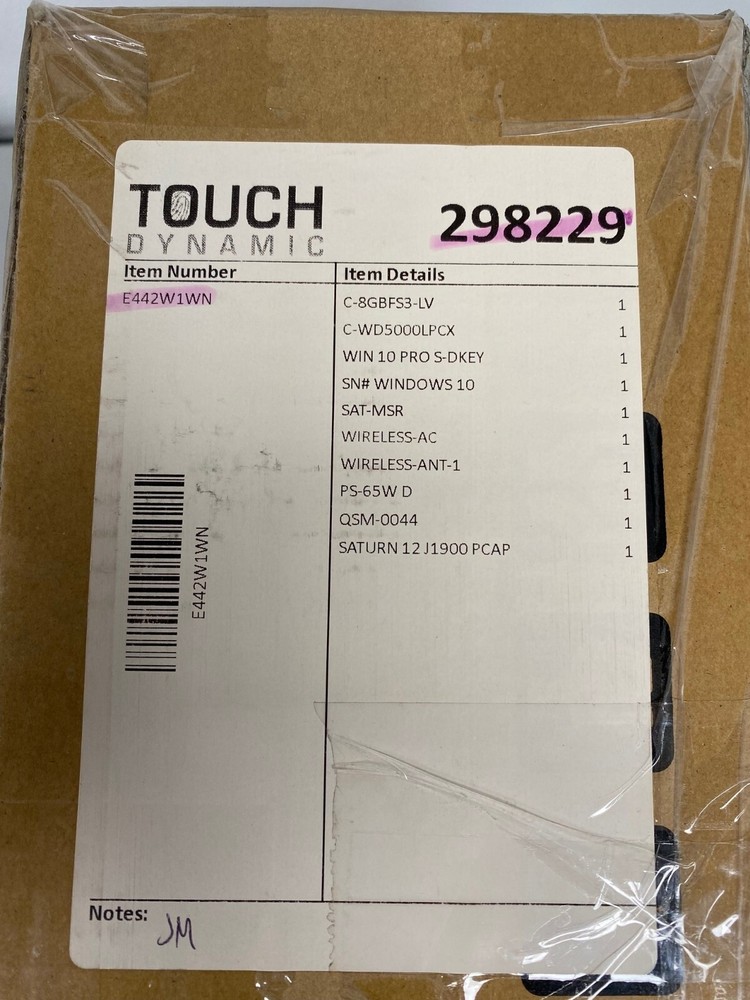 TOUCH
DYNAMIC
298229
Item Number
Item Details
E442W1WN
C-8GBFS3-LV 1
C-WD5000LPCX 1
WIN 10 PRO S-DKEY 1
SN# WINDOWS 10 1
SAT-MSR 1
WIRELESS-AC 1
WIRELESS-ANT-1 1
PS-65W D 1
QSM-0044 1
SATURN 12 J1900 PCAP 1
E442W1WN
Notes: JM